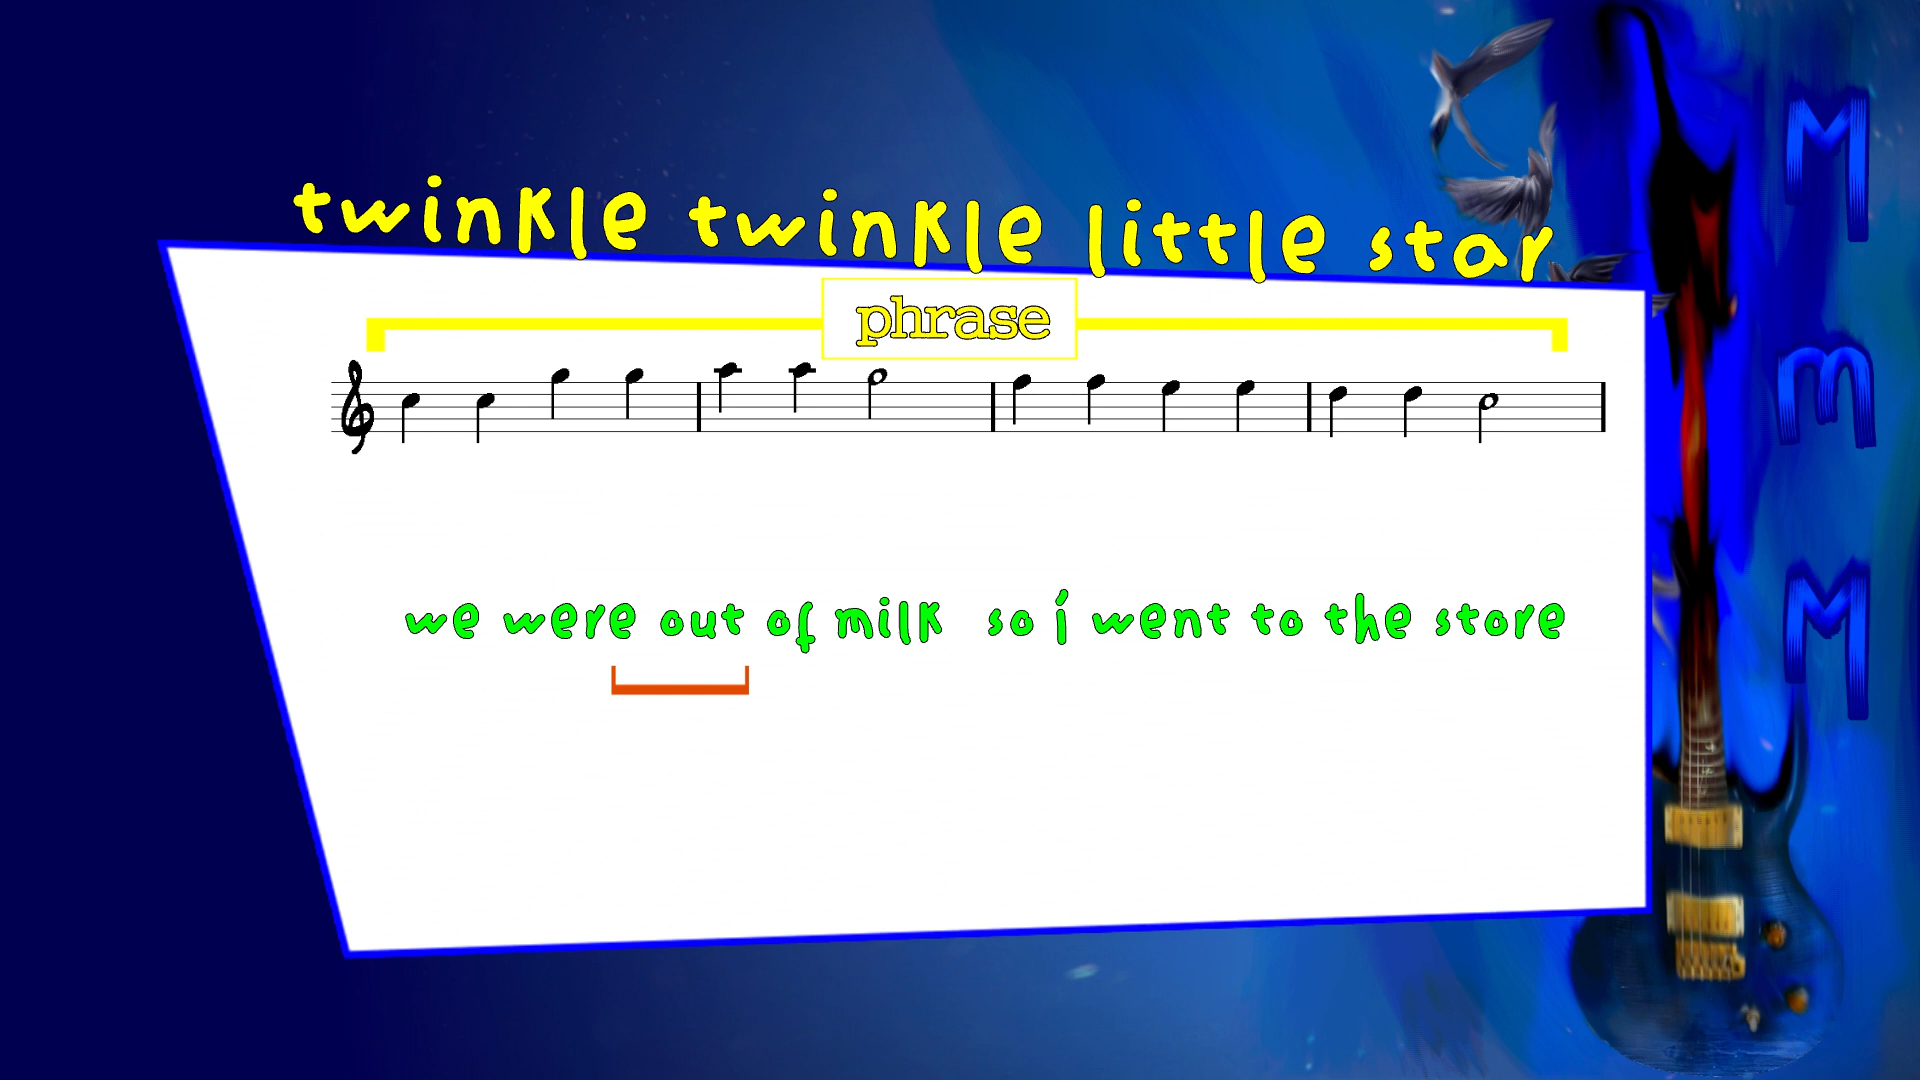 twinkle twinkle little star
phrase
we were out of milk so i went to the store
M
m
M